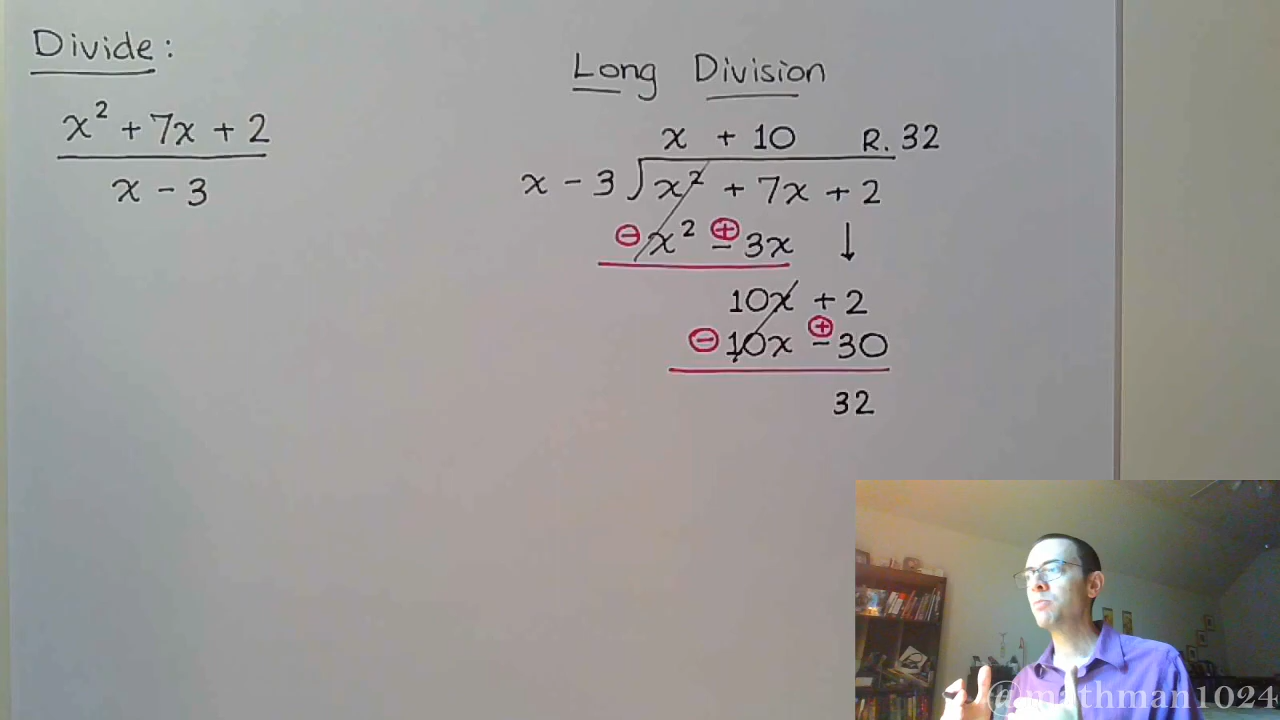 Divide:
x² + 7x + 2
x - 3
Long Division
x + 10 R. 32
x - 3 x² + 7x + 2
⊖ x² - ⊕ 3x ↓
10x + 2
⊖ 10x - ⊕ 30
32
@mathman1024